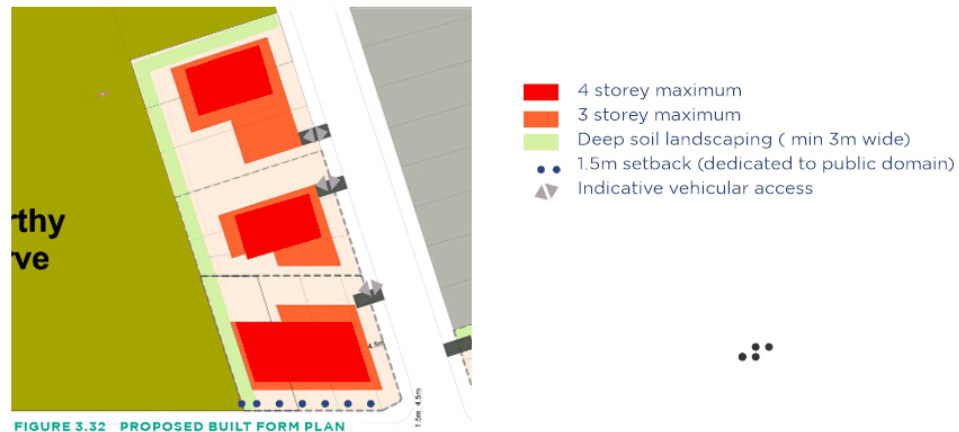 rthy
rve
4.5m
1.5m 4.5m
FIGURE 3.32 PROPOSED BUILT FORM PLAN
4 storey maximum
3 storey maximum
Deep soil landscaping ( min 3m wide)
1.5m setback (dedicated to public domain)
Indicative vehicular access